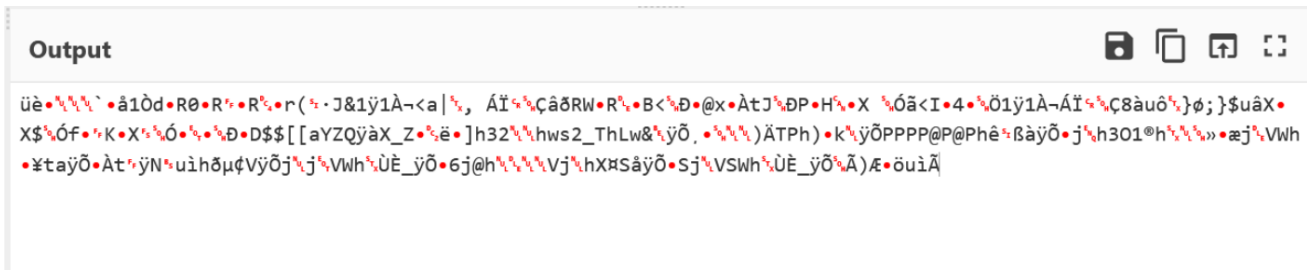 Output
üè•␀␀␀`•å1Òd•R0•R␌•R␔•r(␏·J&1ÿ1À¬<a|␂, ÁÏ␍␁ÇâðRW•R␐•B<␁Ð•@x•ÀtJ␁ÐP•H␘•X ␁Óã<I•4•␁Ö1ÿ1À¬ÁÏ␍␁Ç8àuô␃}ø;}$uâX•
X$␁Óf•␌K•X␜␁Ó•␄•␁Ð•D$$[[aYZQÿàX_Z•␒ë•]h32␀␀hws2_ThLw&␇ÿÕ¸•␁␀␀)ÄTPh)•k␀ÿÕPPPP@P@Phê␏ßàÿÕ•j␅h3O1®h␂␀␁»•æj␐VWh
•¥taÿÕ•Àt␌ÿN␈uìhðµ¢VÿÕj␀j␄VWh␂ÙÈ_ÿÕ•6j@h␀␐␀␀Vj␀hX¤SåÿÕ•Sj␀VSWh␂ÙÈ_ÿÕ␁Ã)Æ•öuìÃ